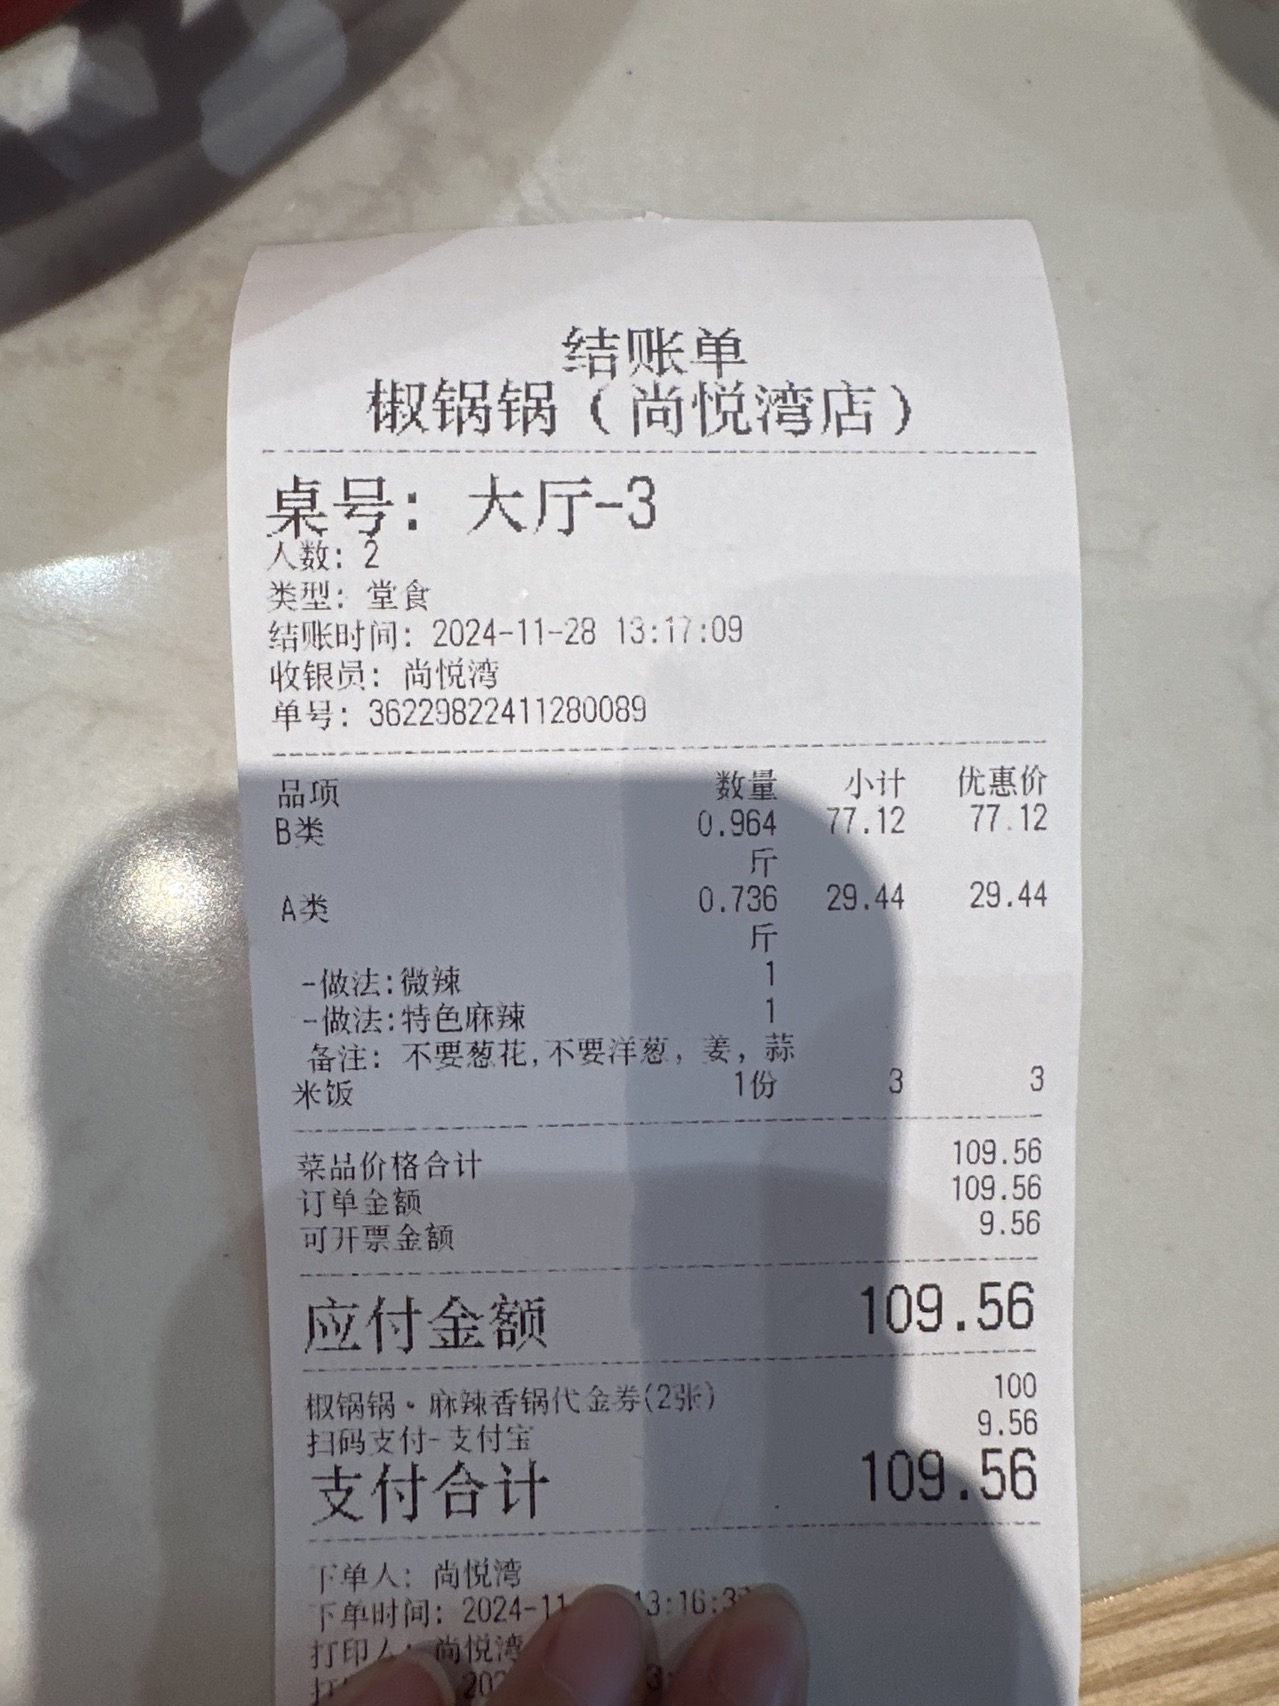 结账单
椒锅锅（尚悦湾店）
桌号: 大厅-3
人数: 2
类型: 堂食
结账时间: 2024-11-28 13:17:09
收银员: 尚悦湾
单号: 36229822411280089
品项 数量 小计 优惠价
B类 0.964 77.12 77.12
斤
A类 0.736 29.44 29.44
斤
-做法:微辣 1
-做法:特色麻辣 1
备注: 不要葱花,不要洋葱, 姜, 蒜
米饭 1份 3 3
菜品价格合计 109.56
订单金额 109.56
可开票金额 9.56
应付金额 109.56
椒锅锅·麻辣香锅代金券(2张) 100
扫码支付-支付宝 9.56
支付合计 109.56
下单人: 尚悦湾
下单时间: 2024-11 13:16:3
打印人: 尚悦湾